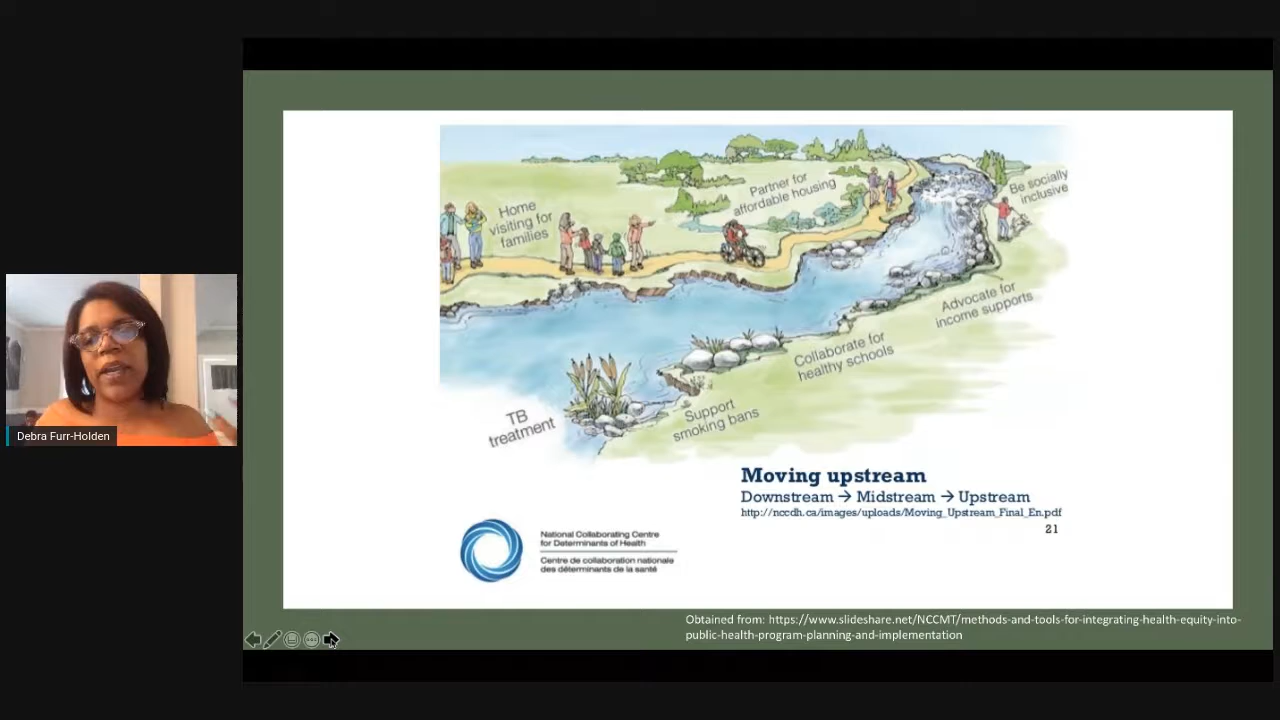 Home
visiting for
families
Partner for
affordable housing
Be socially
inclusive
Advocate for
income supports
Collaborate for
healthy schools
Support
smoking bans
TB
treatment
Debra Furr-Holden
Moving upstream
Downstream → Midstream → Upstream
http://nccdh.ca/images/uploads/Moving_Upstream_Final_En.pdf
21
National Collaborating Centre
for Determinants of Health
Centre de collaboration nationale
des déterminants de la santé
Obtained from: https://www.slideshare.net/NCCMT/methods-and-tools-for-integrating-health-equity-into-
public-health-program-planning-and-implementation